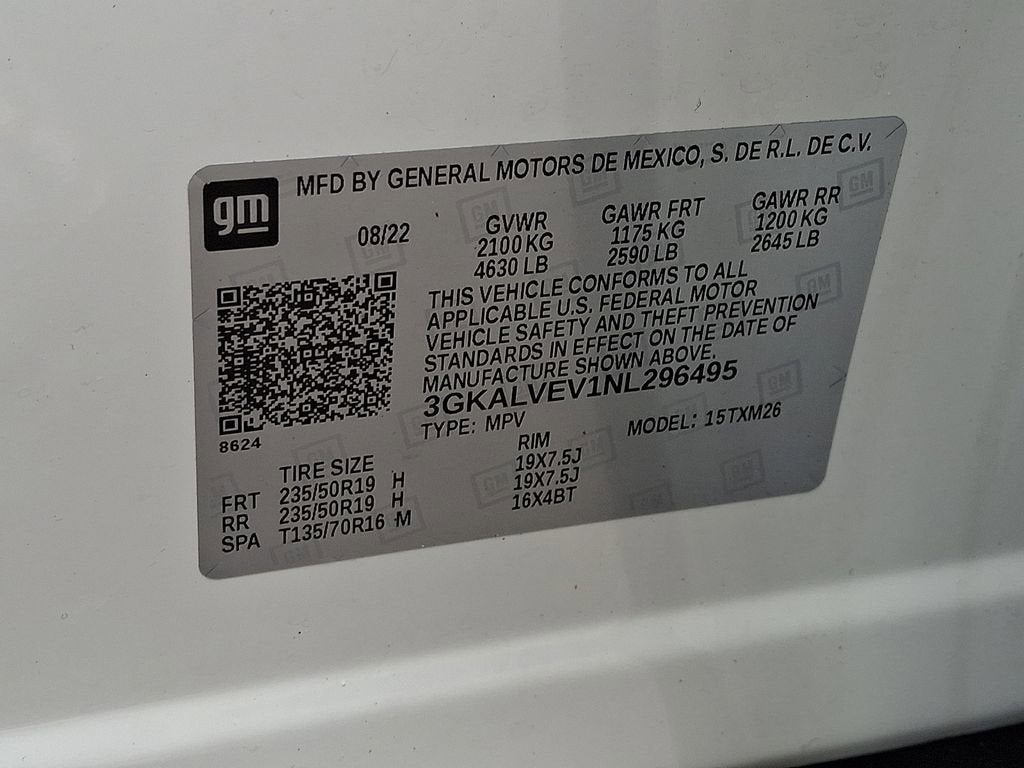 gm
MFD BY GENERAL MOTORS DE MEXICO, S. DE R.L. DE C.V.
08/22
GVWR
2100 KG
4630 LB
GAWR FRT
1175 KG
2590 LB
GAWR RR
1200 KG
2645 LB
THIS VEHICLE CONFORMS TO ALL
APPLICABLE U.S. FEDERAL MOTOR
VEHICLE SAFETY AND THEFT PREVENTION
STANDARDS IN EFFECT ON THE DATE OF
MANUFACTURE SHOWN ABOVE.
3GKALVEV1NL296495
TYPE: MPV MODEL: 15TXM26
8624
TIRE SIZE RIM
FRT 235/50R19 H 19X7.5J
RR 235/50R19 H 19X7.5J
SPA T135/70R16 M 16X4BT